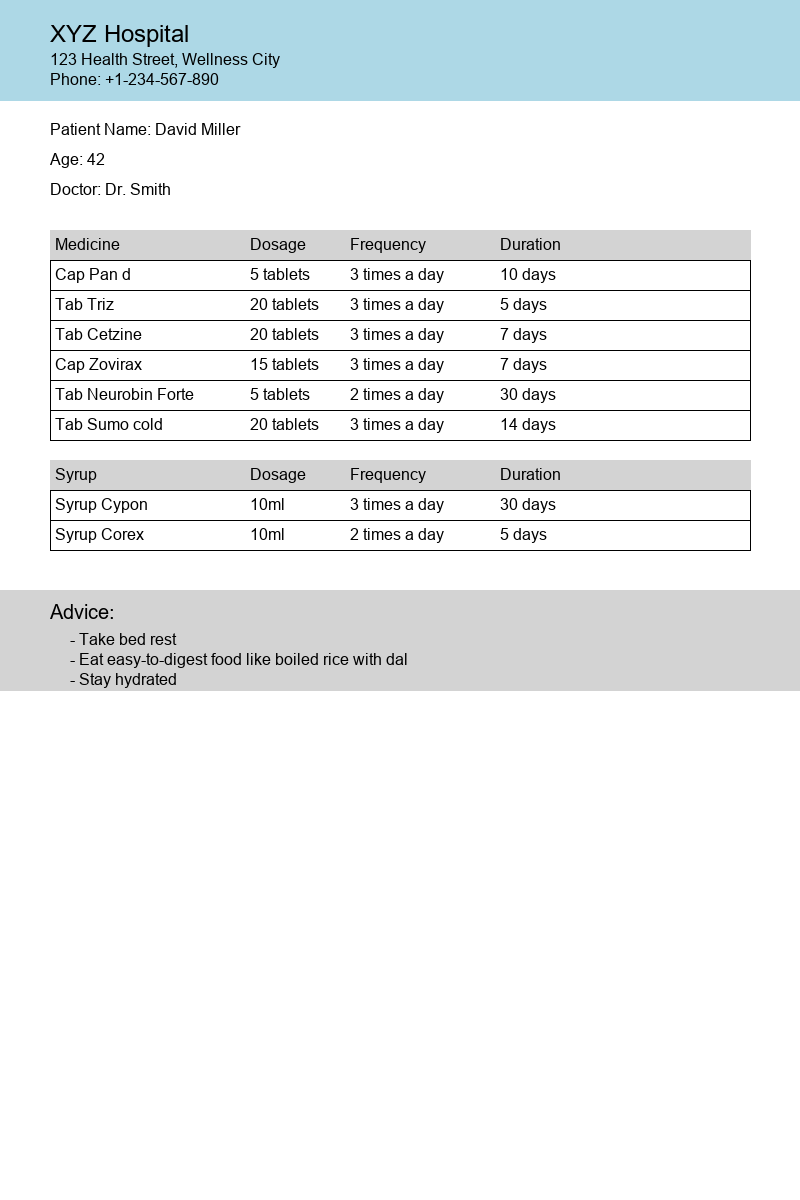 XYZ Hospital
123 Health Street, Wellness City
Phone: +1-234-567-890
Patient Name: David Miller
Age: 42
Doctor: Dr. Smith
Medicine Dosage Frequency Duration
Cap Pan d 5 tablets 3 times a day 10 days
Tab Triz 20 tablets 3 times a day 5 days
Tab Cetzine 20 tablets 3 times a day 7 days
Cap Zovirax 15 tablets 3 times a day 7 days
Tab Neurobin Forte 5 tablets 2 times a day 30 days
Tab Sumo cold 20 tablets 3 times a day 14 days
Syrup Dosage Frequency Duration
Syrup Cypon 10ml 3 times a day 30 days
Syrup Corex 10ml 2 times a day 5 days
Advice:
- Take bed rest
- Eat easy-to-digest food like boiled rice with dal
- Stay hydrated